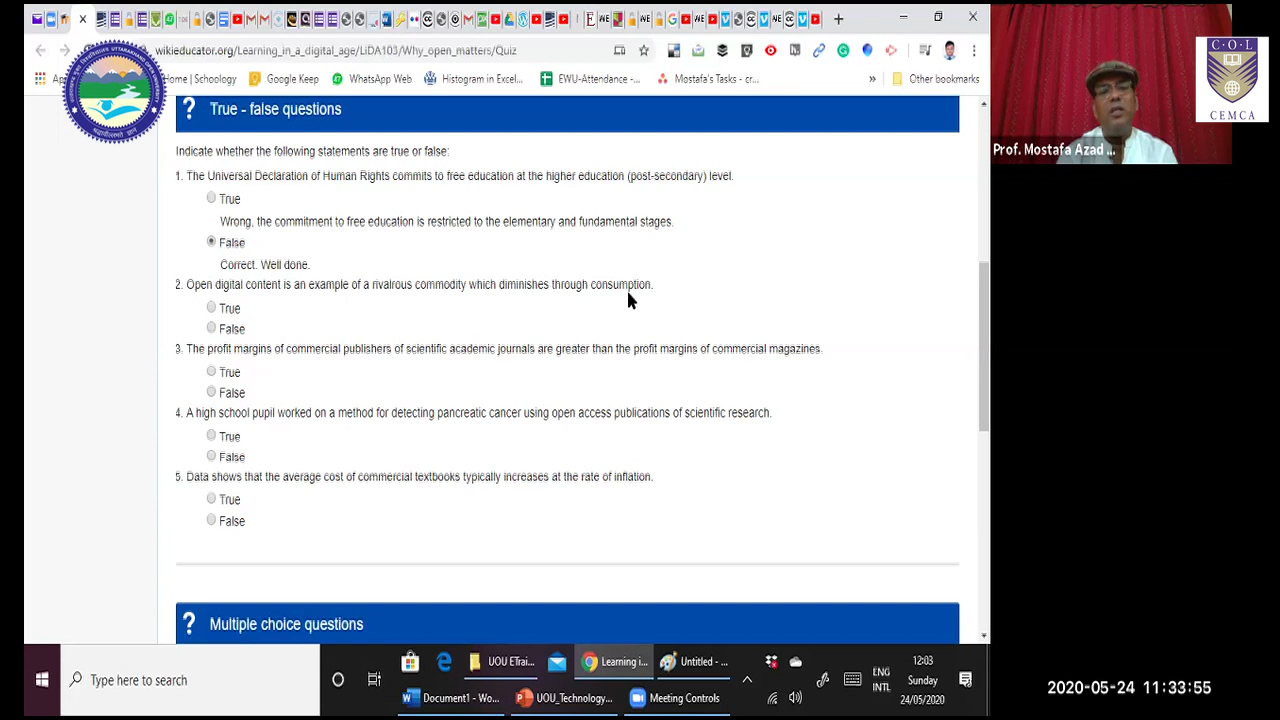 wikieducator.org/Learning_in_a_digital_age/LiDA103/Why_open_matters/Quiz
Home | Schoology
Google Keep
WhatsApp Web
Histogram in Excel...
EWU-Attendance -...
Mostafa's Tasks - c...
»
Other bookmarks
C·O·L
CEMCA
Prof. Mostafa Azad ...
? True - false questions
Indicate whether the following statements are true or false:
1. The Universal Declaration of Human Rights commits to free education at the higher education (post-secondary) level.
True
Wrong, the commitment to free education is restricted to the elementary and fundamental stages.
False
Correct. Well done.
2. Open digital content is an example of a rivalrous commodity which diminishes through consumption.
True
False
3. The profit margins of commercial publishers of scientific academic journals are greater than the profit margins of commercial magazines.
True
False
4. A high school pupil worked on a method for detecting pancreatic cancer using open access publications of scientific research.
True
False
5. Data shows that the average cost of commercial textbooks typically increases at the rate of inflation.
True
False
? Multiple choice questions
Type here to search
UOU ETrai...
Learning i...
Untitled - ...
Document1 - Wo...
UOU_Technology...
Meeting Controls
ENG
INTL
12:03
Sunday
24/05/2020
2020-05-24 11:33:55